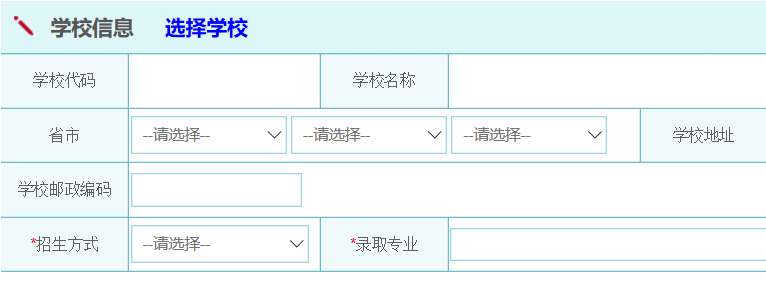 学校信息 选择学校
学校代码 学校名称
省市 --请选择-- --请选择-- --请选择-- 学校地址
学校邮政编码
*招生方式 --请选择-- *录取专业